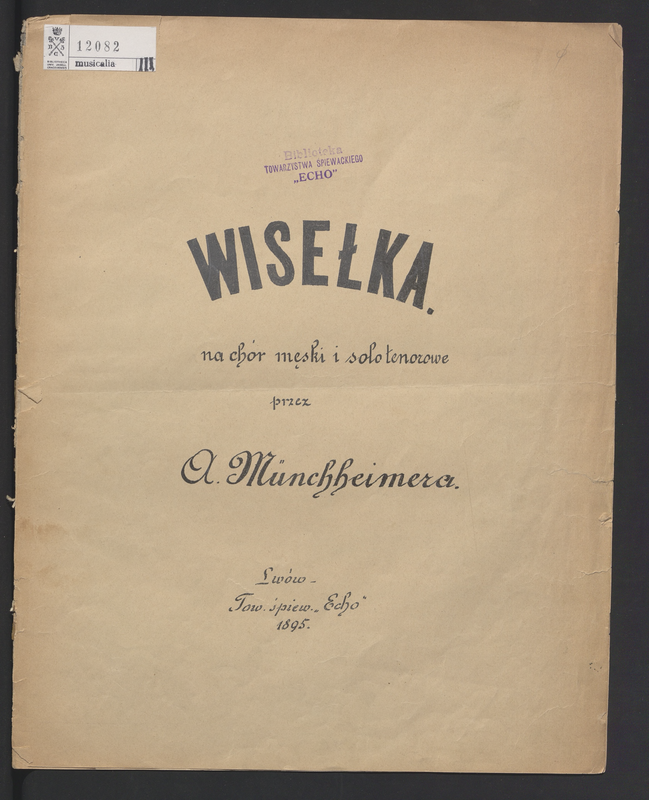 12082
musicalia
III
Biblioteka
TOWARZYSTWA ŚPIEWACKIEGO
„ECHO”
WISEŁKA.
na chór męski i solo tenorowe
przez
A. Münchheimera.
Lwów -
Tow. śpiew. „Echo”
1895.